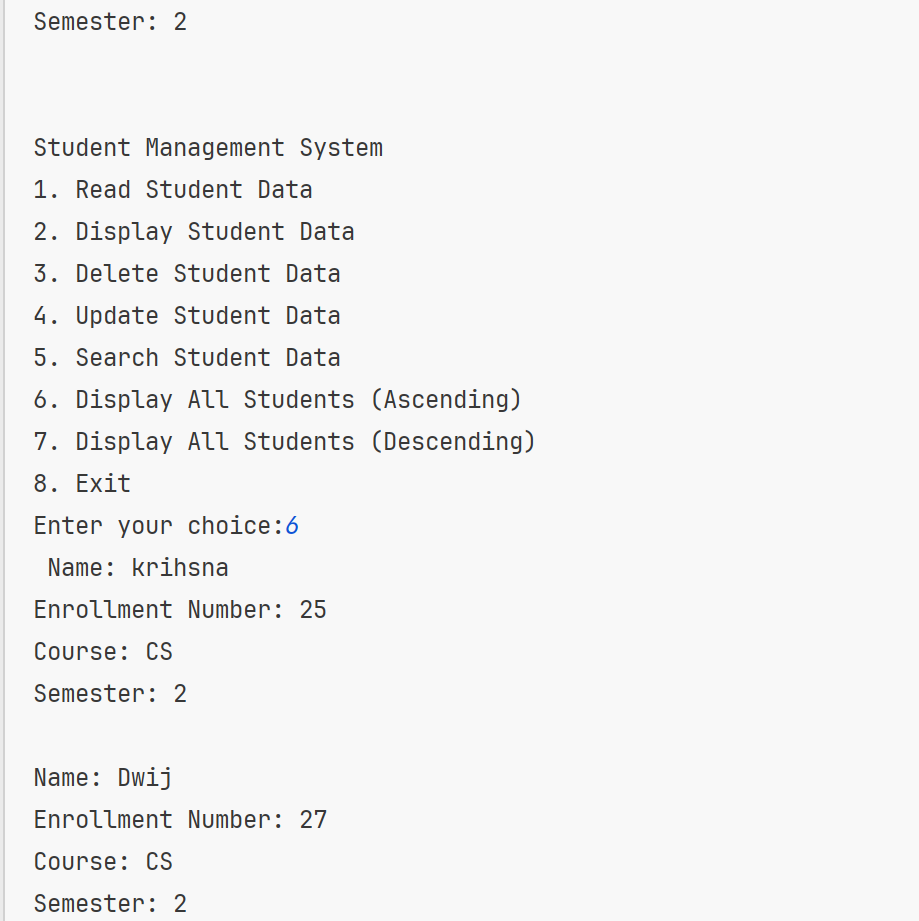 Semester: 2
Student Management System
1. Read Student Data
2. Display Student Data
3. Delete Student Data
4. Update Student Data
5. Search Student Data
6. Display All Students (Ascending)
7. Display All Students (Descending)
8. Exit
Enter your choice:6
Name: krihsna
Enrollment Number: 25
Course: CS
Semester: 2
Name: Dwij
Enrollment Number: 27
Course: CS
Semester: 2